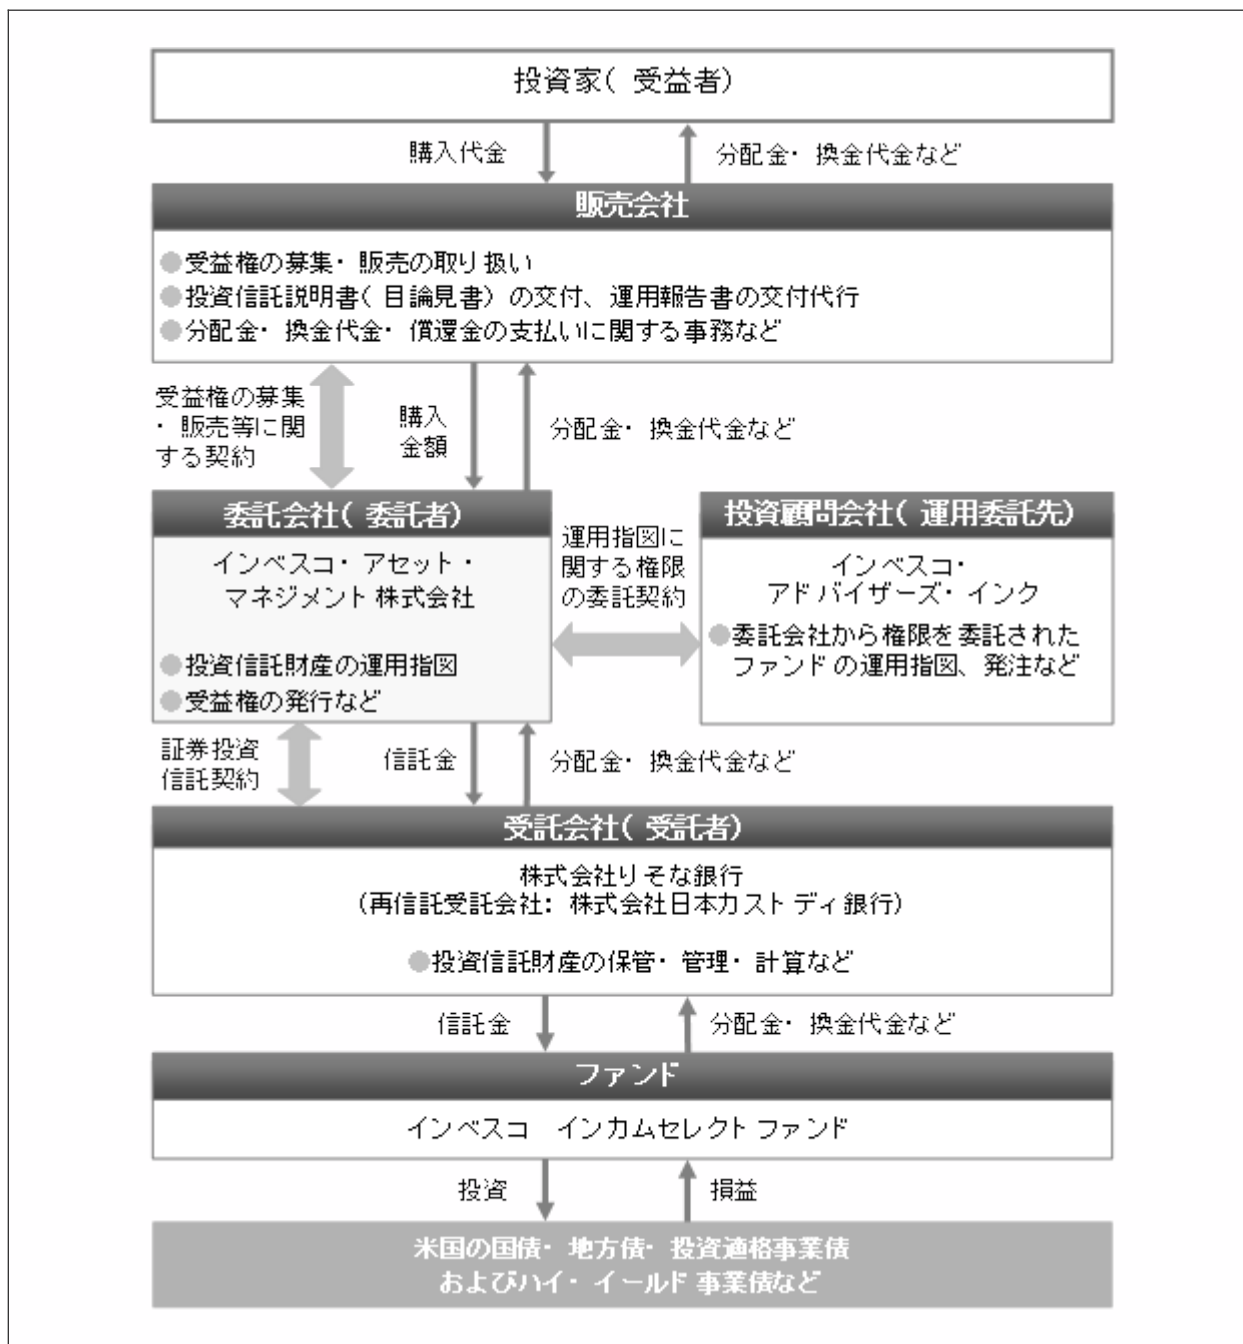 投資家（受益者）
購入代金
分配金・換金代金など
販売会社
●受益権の募集・販売の取り扱い
●投資信託説明書（目論見書）の交付、運用報告書の交付代行
●分配金・換金代金・償還金の支払いに関する事務など
受益権の募集
・販売等に関
する契約
購入
金額
分配金・換金代金など
委託会社（委託者）
インベスコ・アセット・
マネジメント株式会社
●投資信託財産の運用指図
●受益権の発行など
運用指図に
関する権限
の委託契約
投資顧問会社（運用委託先）
インベスコ・
アドバイザーズ・インク
●委託会社から権限を委託された
ファンドの運用指図、発注など
証券投資
信託契約
信託金
分配金・換金代金など
受託会社（受託者）
株式会社りそな銀行
（再信託受託会社：株式会社日本カストディ銀行）
●投資信託財産の保管・管理・計算など
信託金
分配金・換金代金など
ファンド
インベスコ　インカムセレクトファンド
投資
損益
米国の国債・地方債・投資適格事業債
およびハイ・イールド事業債など